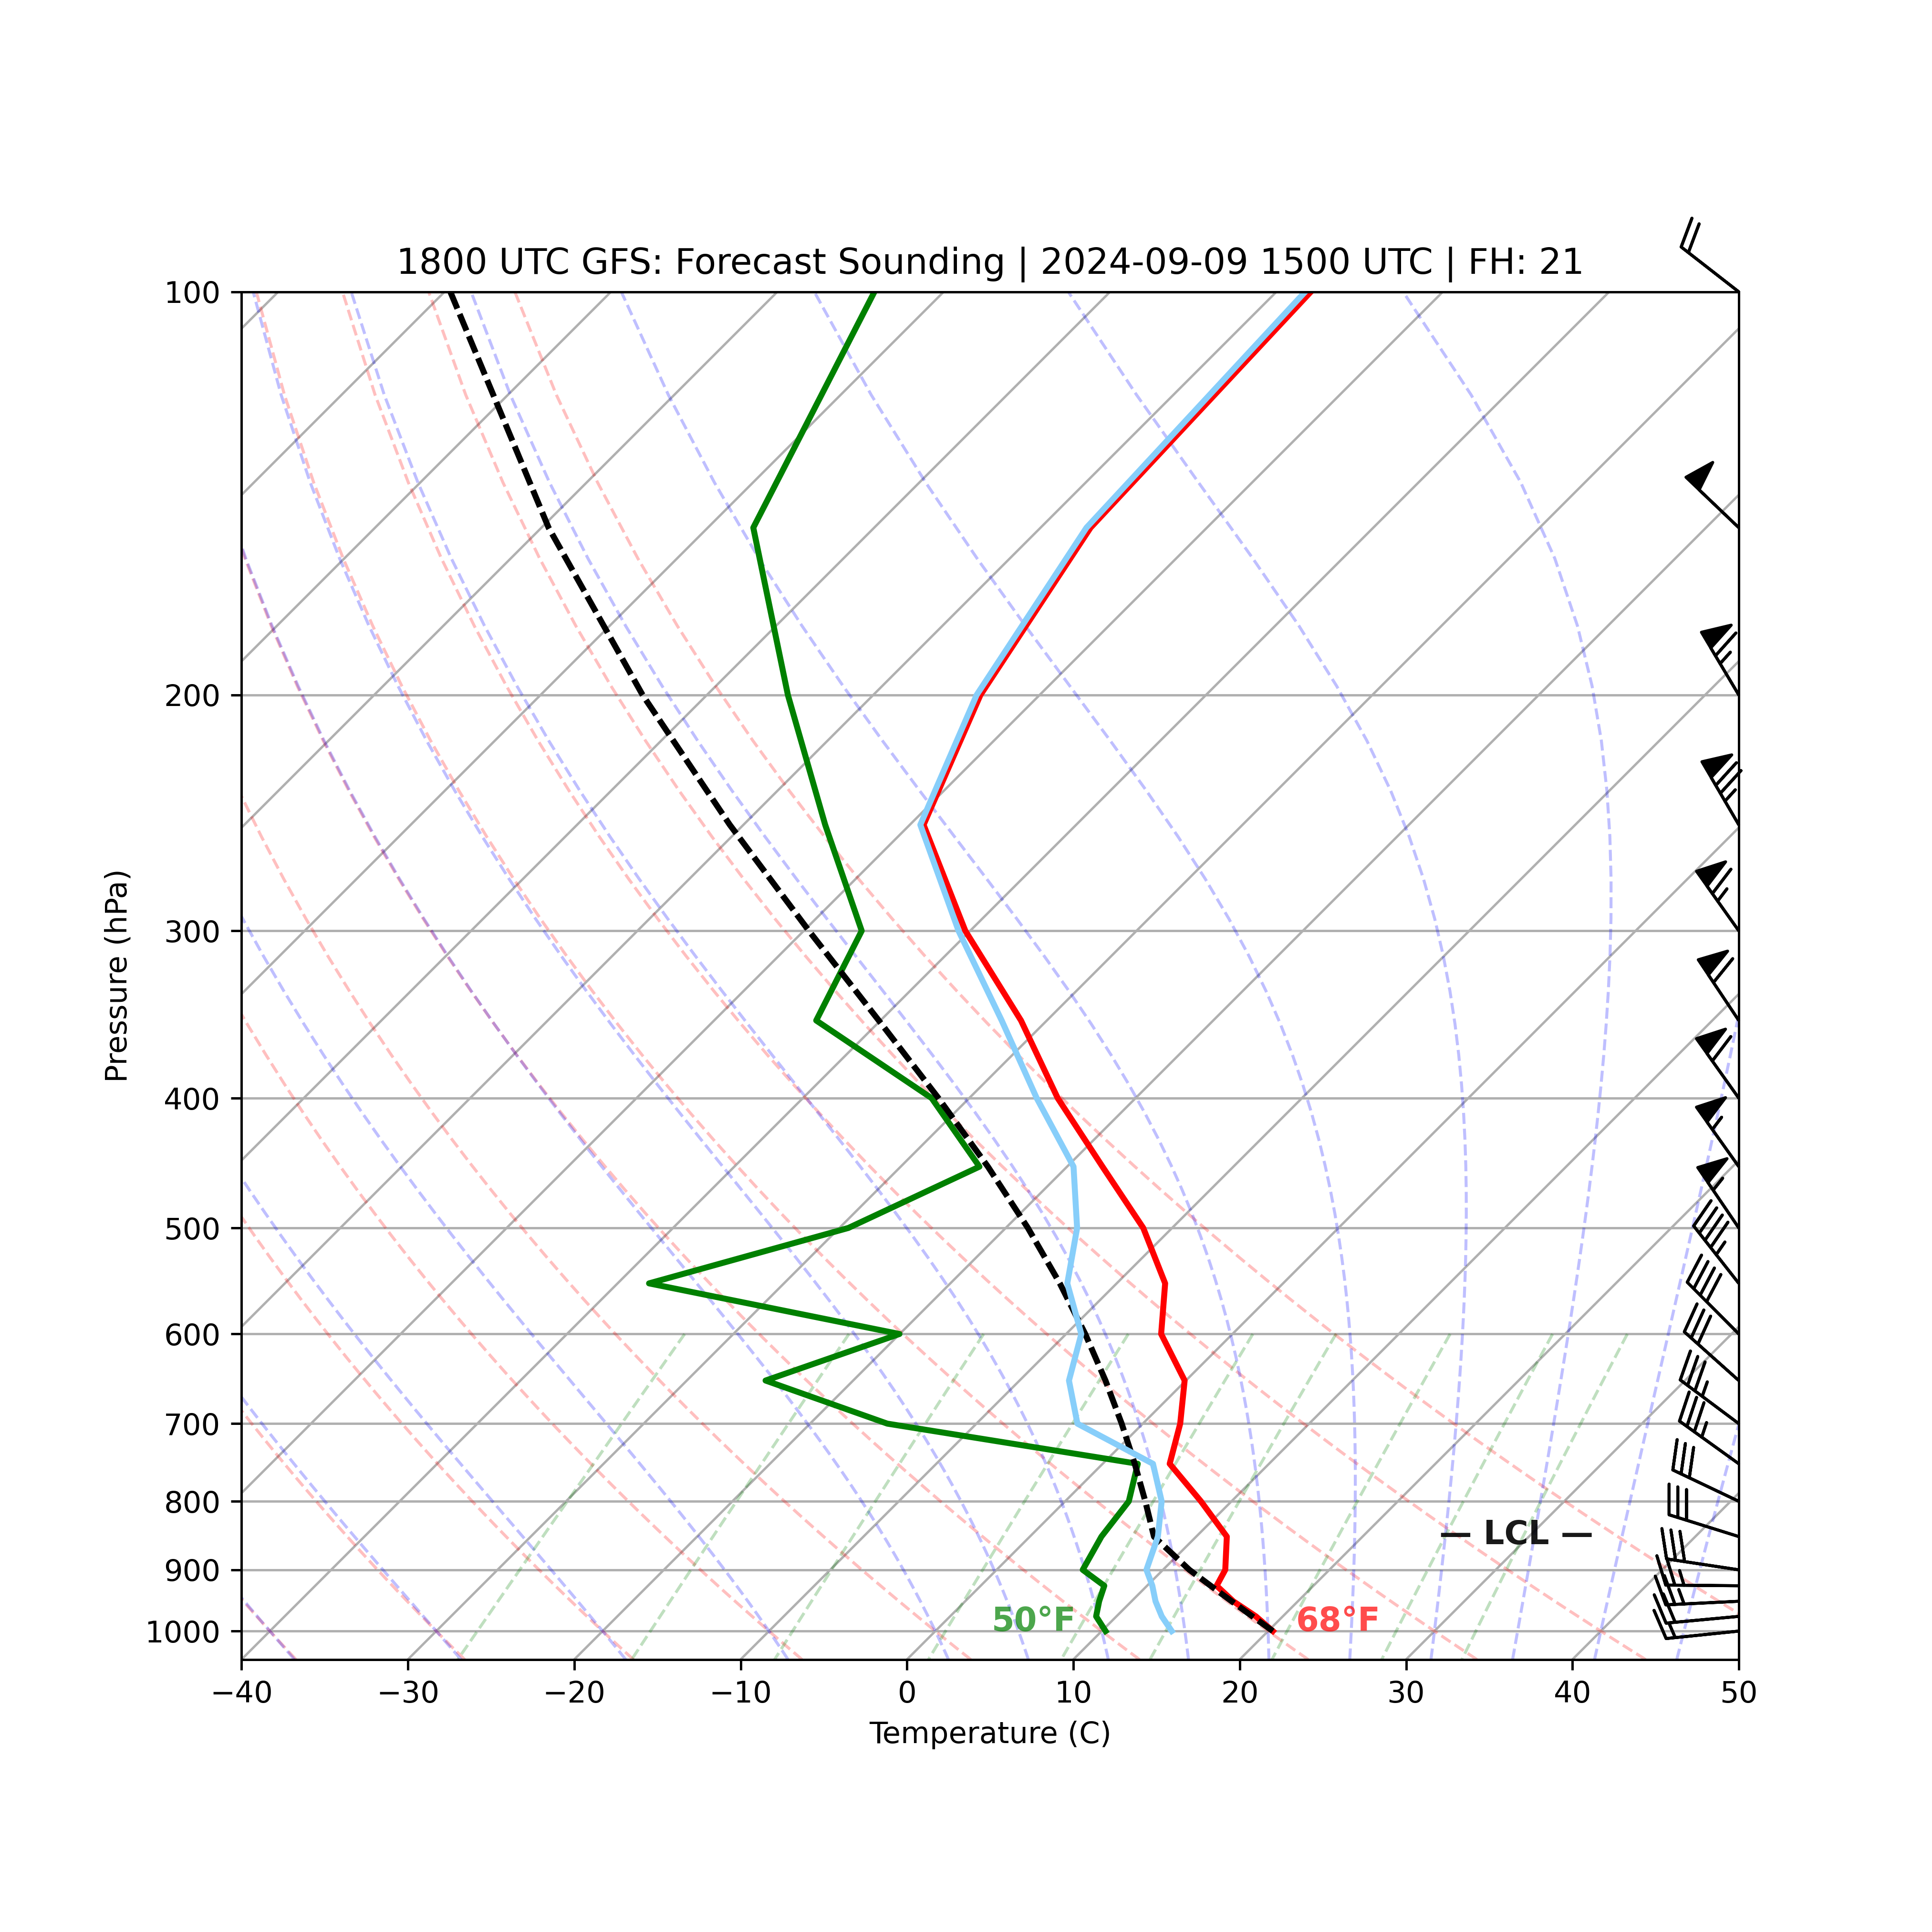 1800 UTC GFS: Forecast Sounding | 2024-09-09 1500 UTC | FH: 21
100
200
300
400
500
600
700
800
900
1000
Pressure (hPa)
— LCL —
50°F
68°F
−40 −30 −20 −10 0 10 20 30 40 50
Temperature (C)